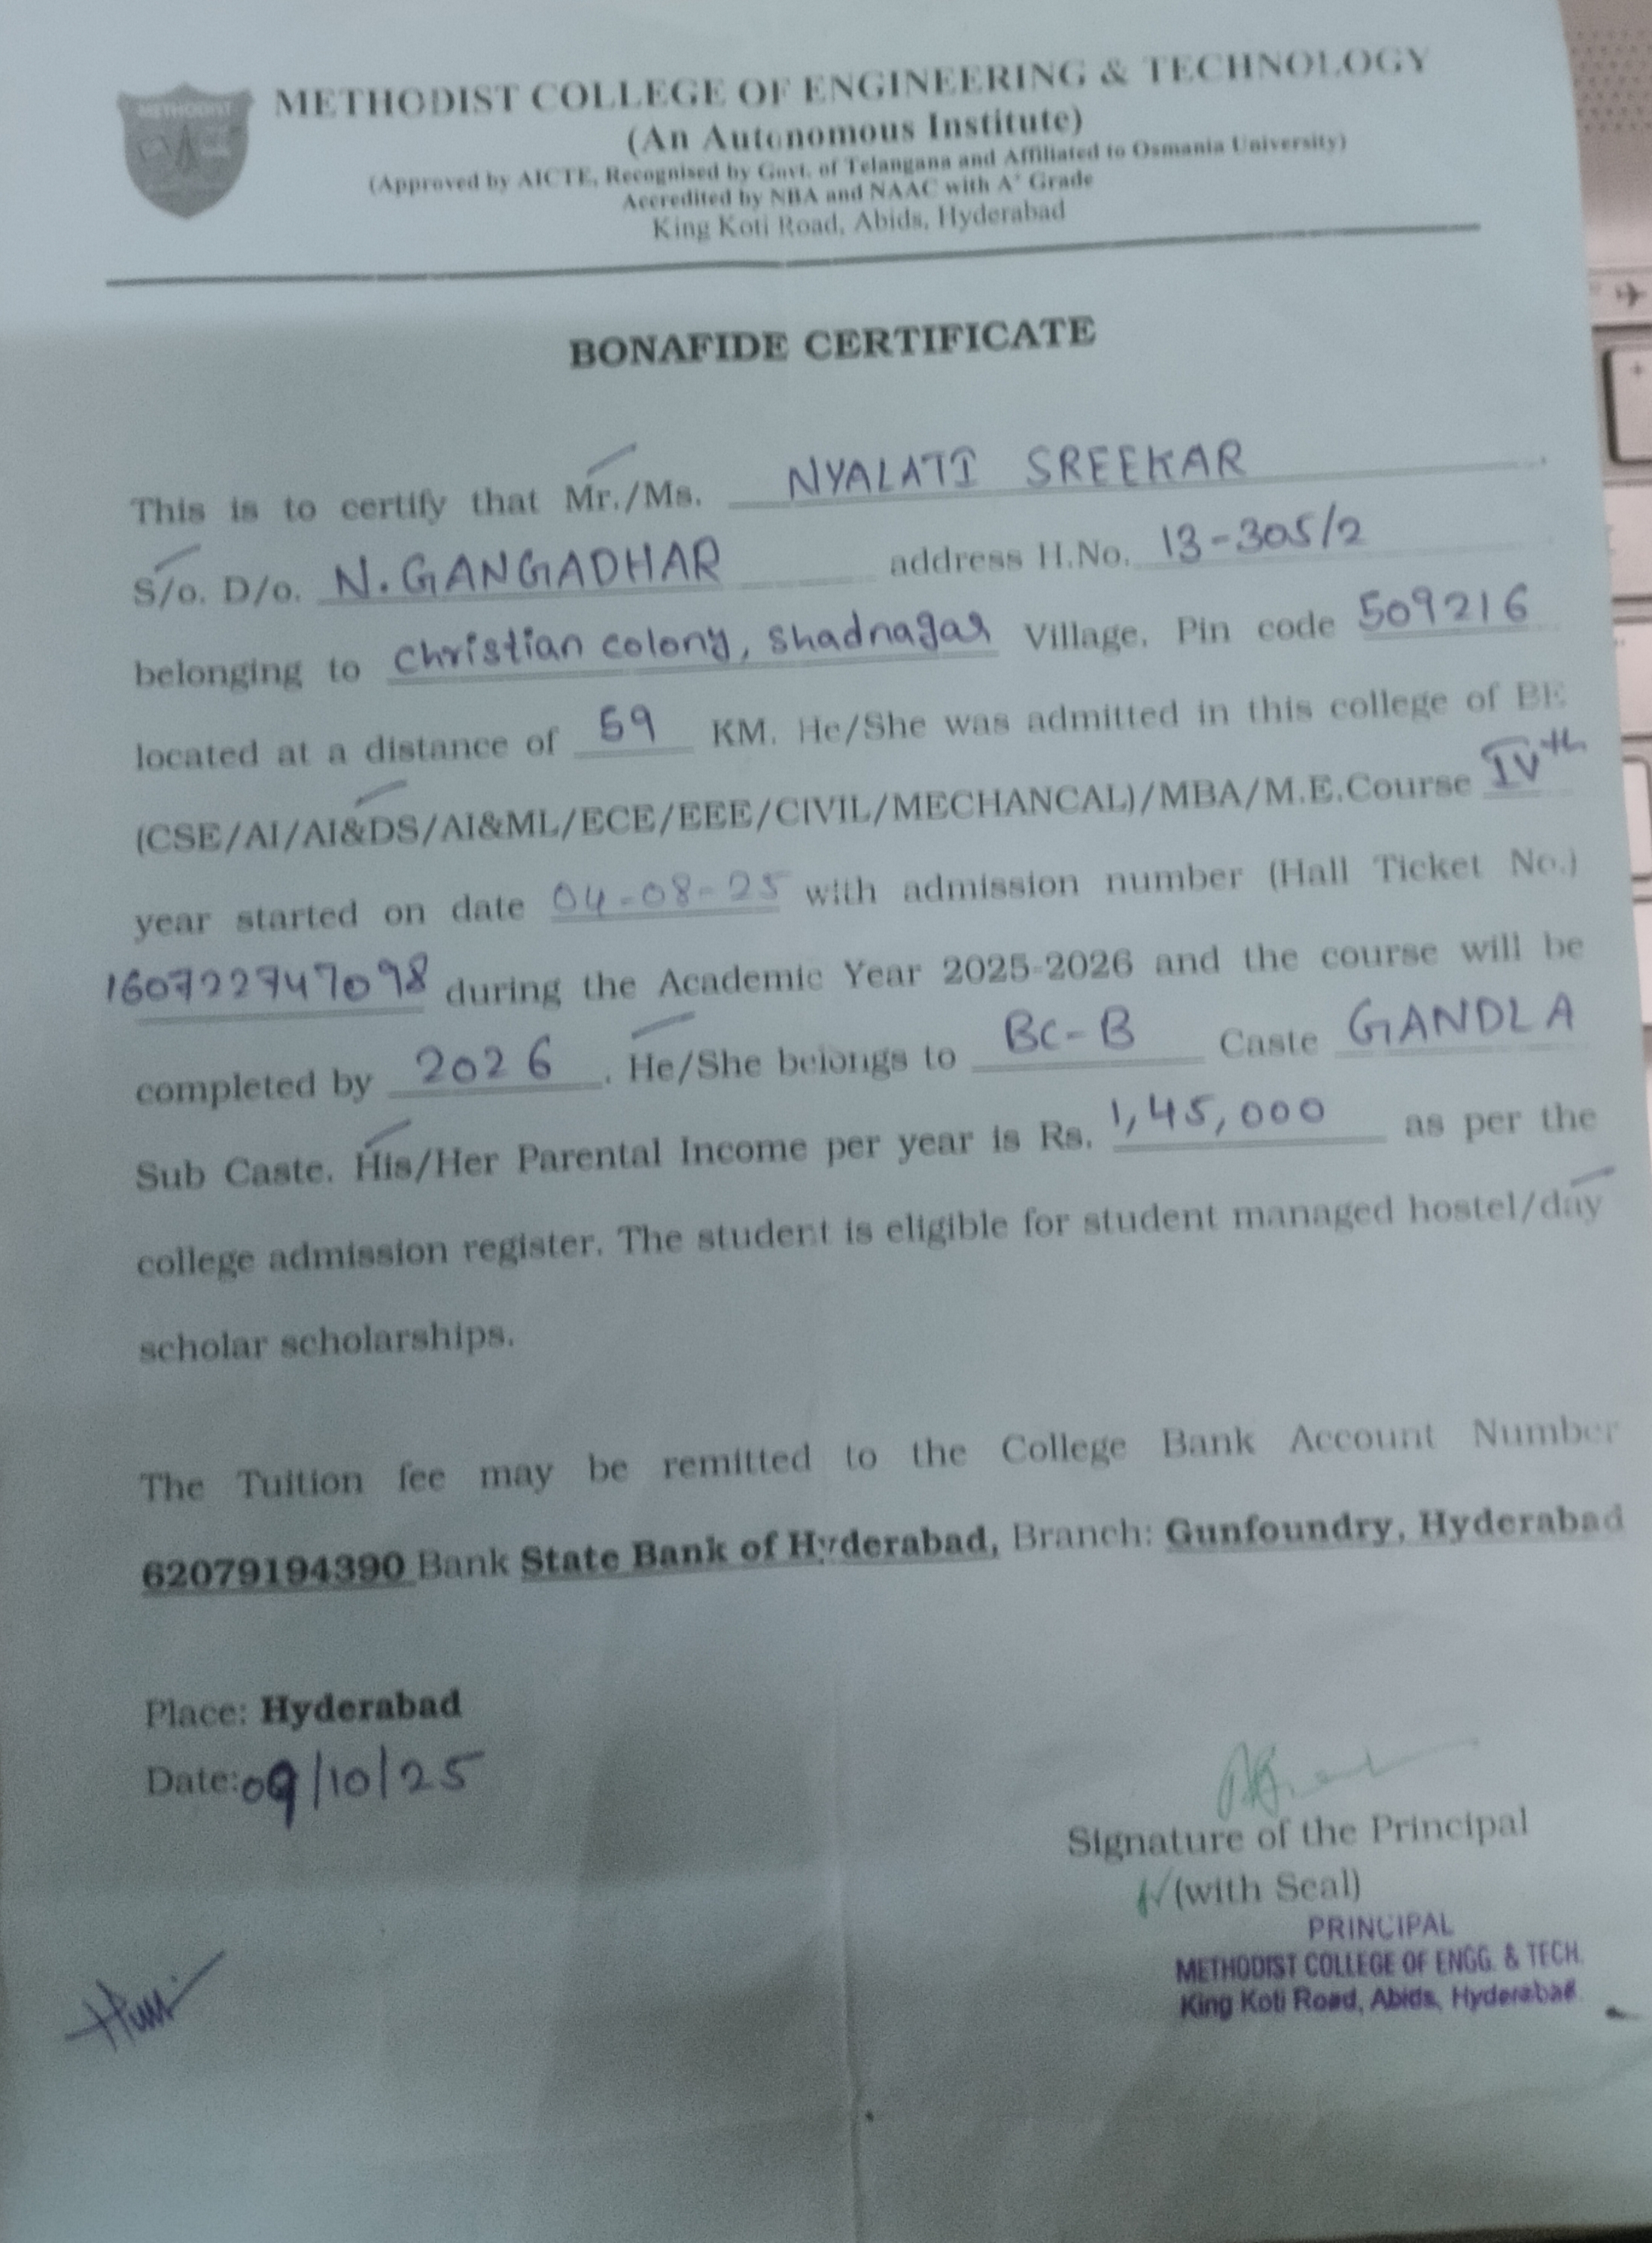 METHODIST
METHODIST COLLEGE OF ENGINEERING & TECHNOLOGY
(An Autonomous Institute)
(Approved by AICTE, Recognised by Govt. of Telangana and Affiliated to Osmania University)
Accredited by NBA and NAAC with A+ Grade
King Koti Road, Abids, Hyderabad
BONAFIDE CERTIFICATE
This is to certify that Mr./Ms. NYALATI SREEKAR
S/o. D/o. N. GANGADHAR address H.No. 13-305/2
belonging to christian colony, shadnagar Village, Pin code 509216
located at a distance of 59 KM. He/She was admitted in this college of BE
(CSE/AI/AI&DS/AI&ML/ECE/EEE/CIVIL/MECHANCAL)/MBA/M.E.Course IVth
year started on date 04-08-25 with admission number (Hall Ticket No.)
160722747098 during the Academic Year 2025-2026 and the course will be
completed by 2026. He/She belongs to BC-B Caste GANDLA
Sub Caste. His/Her Parental Income per year is Rs. 1,45,000 as per the
college admission register. The student is eligible for student managed hostel/day
scholar scholarships.
The Tuition fee may be remitted to the College Bank Account Number
62079194390 Bank State Bank of Hyderabad, Branch: Gunfoundry, Hyderabad
Place: Hyderabad
Date: 09/10/25
Signature of the Principal
(with Seal)
PRINCIPAL
METHODIST COLLEGE OF ENGG. & TECH.
King Koti Road, Abids, Hyderabad.